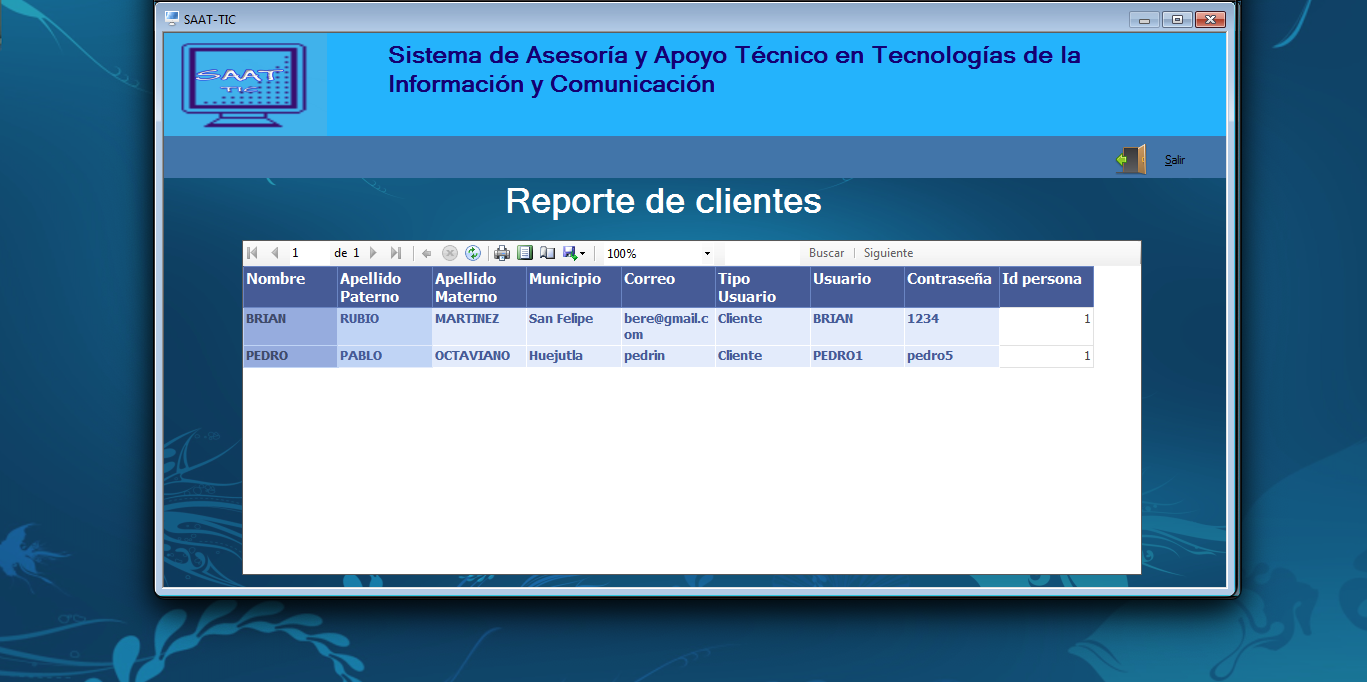 SAAT-TIC
SAAT
TIC
Sistema de Asesoría y Apoyo Técnico en Tecnologías de la
Información y Comunicación
Salir
Reporte de clientes
1 de 1 100% Buscar | Siguiente
Nombre Apellido Paterno Apellido Materno Municipio Correo Tipo Usuario Usuario Contraseña Id persona
BRIAN RUBIO MARTINEZ San Felipe bere@gmail.com Cliente BRIAN 1234 1
PEDRO PABLO OCTAVIANO Huejutla pedrin Cliente PEDRO1 pedro5 1